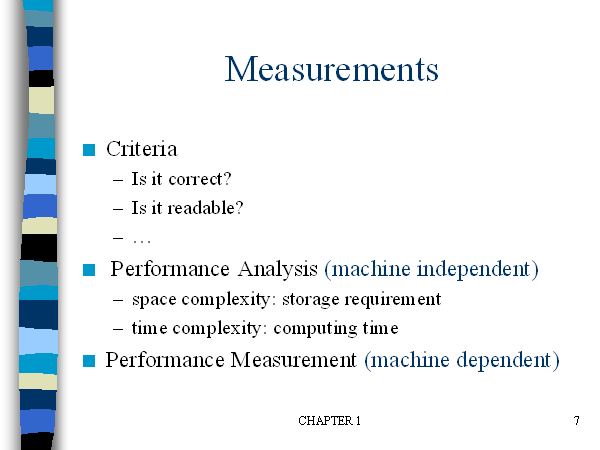 Measurements
Criteria
– Is it correct?
– Is it readable?
– …
Performance Analysis (machine independent)
– space complexity: storage requirement
– time complexity: computing time
Performance Measurement (machine dependent)
CHAPTER 1
7